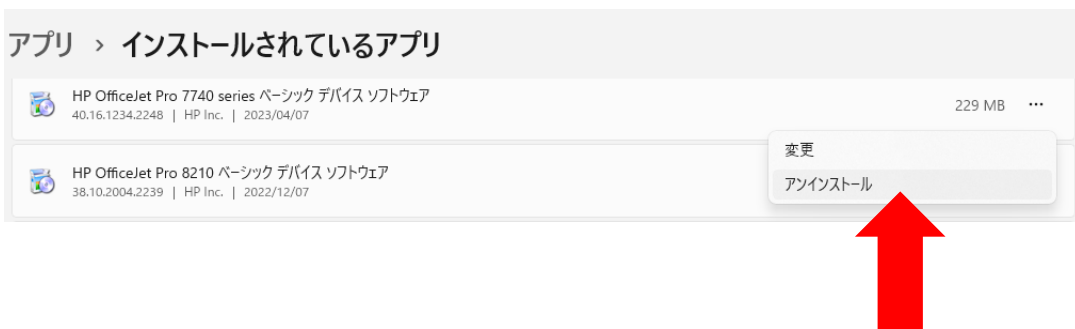 アプリ › インストールされているアプリ
HP OfficeJet Pro 7740 series ベーシック デバイス ソフトウェア
40.16.1234.2248 | HP Inc. | 2023/04/07
229 MB
変更
アンインストール
HP OfficeJet Pro 8210 ベーシック デバイス ソフトウェア
38.10.2004.2239 | HP Inc. | 2022/12/07